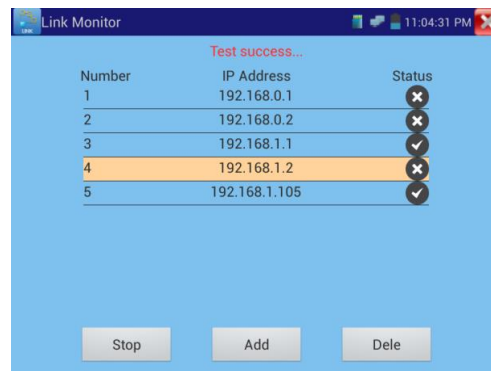 Link Monitor 11:04:31 PM
LINK
Test success...
Number IP Address Status
1 192.168.0.1
2 192.168.0.2
3 192.168.1.1
4 192.168.1.2
5 192.168.1.105
Stop Add Dele